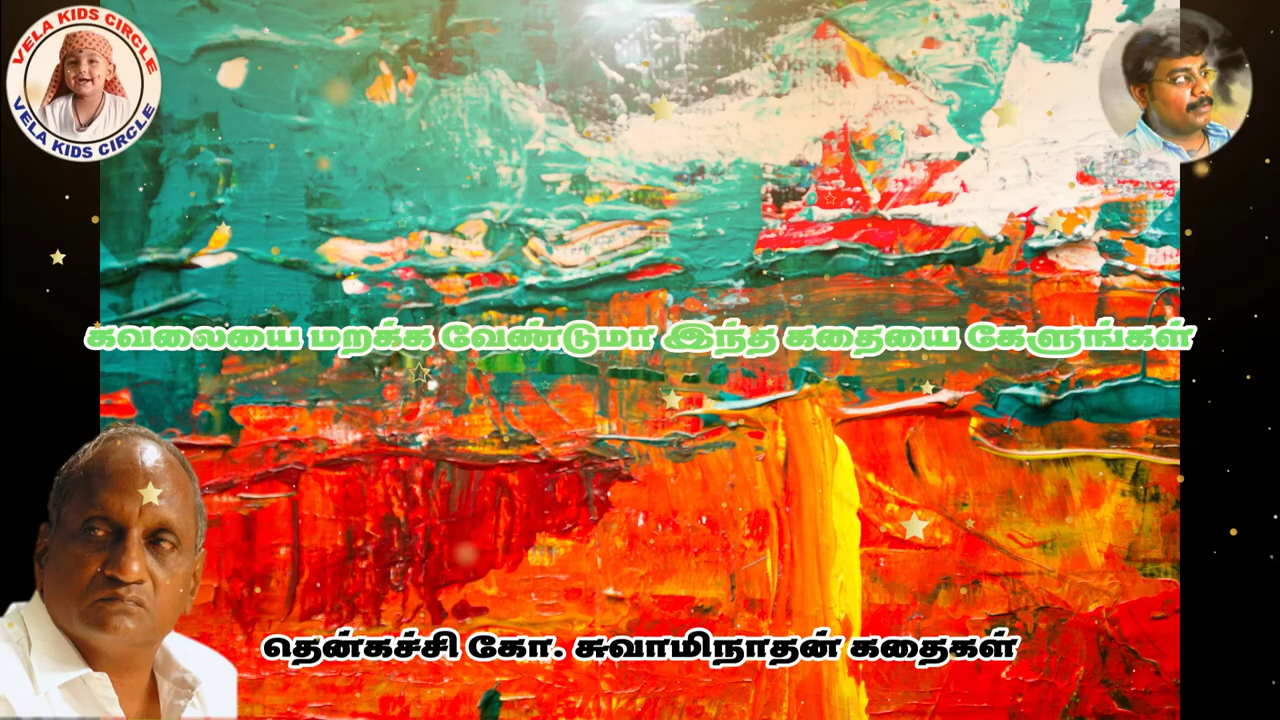 VELA KIDS CIRCLE
VELA KIDS CIRCLE
கவலையை மறக்க வேண்டுமா இந்த கதையை கேளுங்கள்
தென்கச்சி கோ. சுவாமிநாதன் கதைகள்